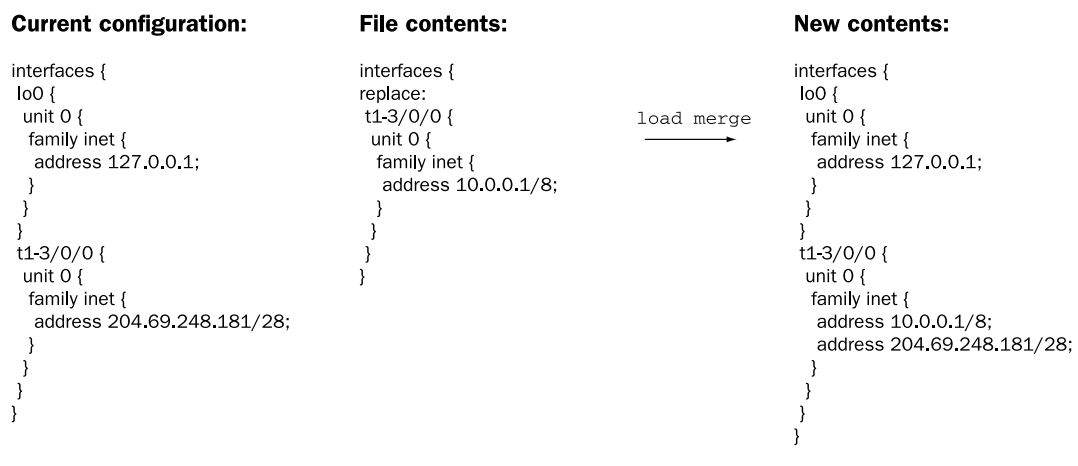 Current configuration:
interfaces {
lo0 {
unit 0 {
family inet {
address 127.0.0.1;
}
}
}
t1-3/0/0 {
unit 0 {
family inet {
address 204.69.248.181/28;
}
}
}
}
File contents:
interfaces {
replace:
t1-3/0/0 {
unit 0 {
family inet {
address 10.0.0.1/8;
}
}
}
}
load merge
New contents:
interfaces {
lo0 {
unit 0 {
family inet {
address 127.0.0.1;
}
}
}
t1-3/0/0 {
unit 0 {
family inet {
address 10.0.0.1/8;
address 204.69.248.181/28;
}
}
}
}